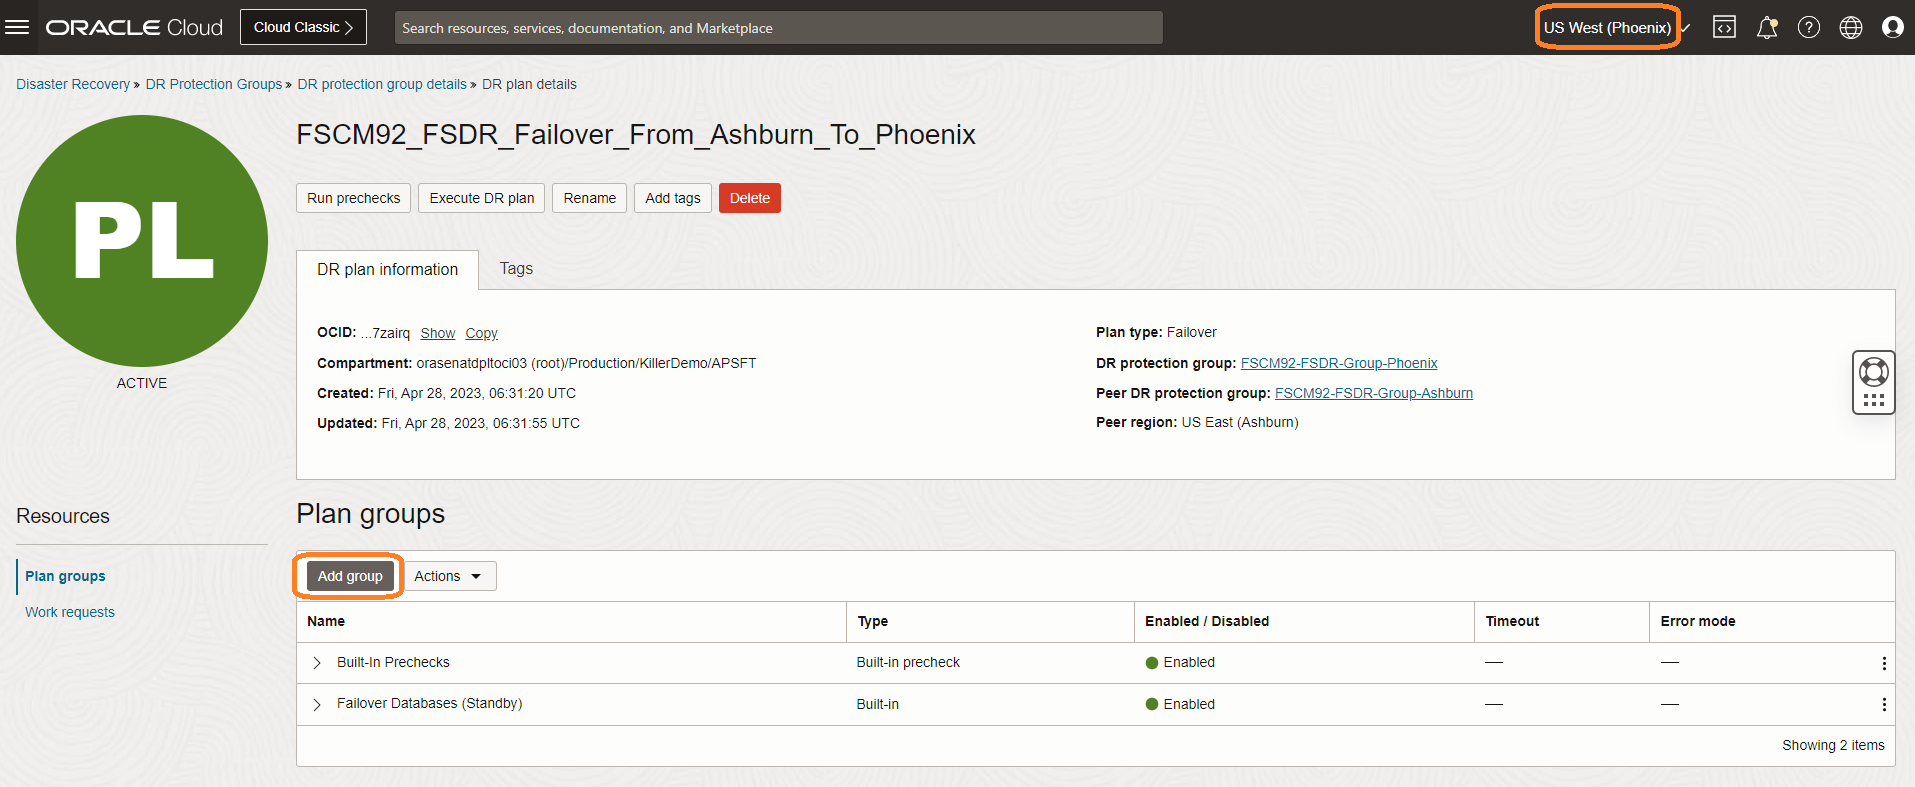 ORACLE Cloud
Cloud Classic
Search resources, services, documentation, and Marketplace
US West (Phoenix)
Disaster Recovery » DR Protection Groups » DR protection group details » DR plan details
PL
ACTIVE
FSCM92_FSDR_Failover_From_Ashburn_To_Phoenix
Run prechecks Execute DR plan Rename Add tags Delete
DR plan information Tags
OCID: ...7zairq Show Copy
Compartment: orasenatdpltoci03 (root)/Production/KillerDemo/APSFT
Created: Fri, Apr 28, 2023, 06:31:20 UTC
Updated: Fri, Apr 28, 2023, 06:31:55 UTC
Plan type: Failover
DR protection group: FSCM92-FSDR-Group-Phoenix
Peer DR protection group: FSCM92-FSDR-Group-Ashburn
Peer region: US East (Ashburn)
Resources
Plan groups
Work requests
Plan groups
Add group Actions
Name Type Enabled / Disabled Timeout Error mode
Built-In Prechecks Built-in precheck Enabled — —
Failover Databases (Standby) Built-in Enabled — —
Showing 2 items